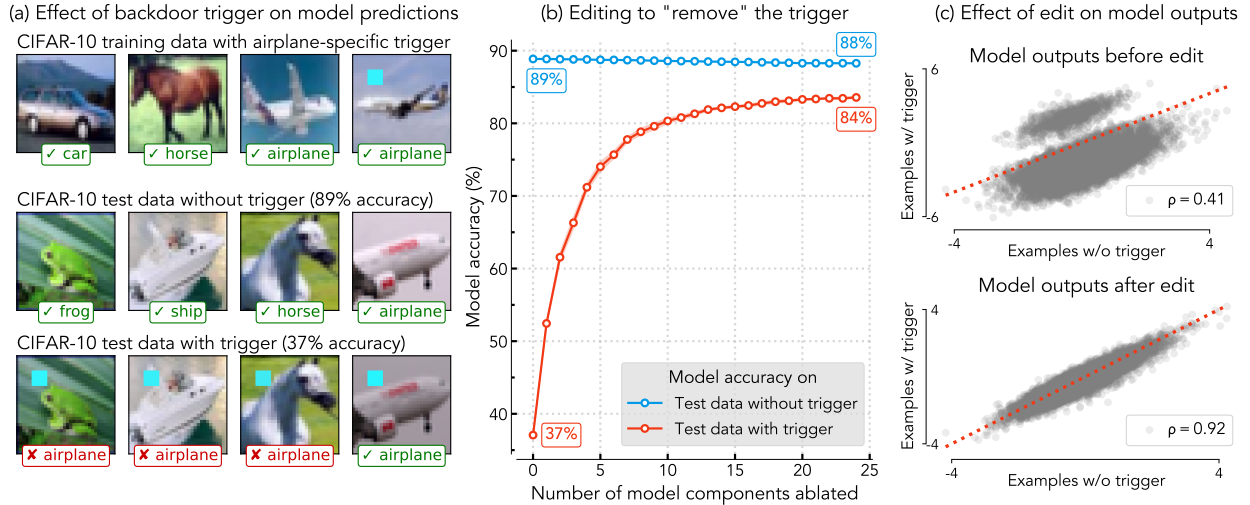 (a) Effect of backdoor trigger on model predictions
CIFAR-10 training data with airplane-specific trigger
✓ car
✓ horse
✓ airplane
✓ airplane
CIFAR-10 test data without trigger (89% accuracy)
✓ frog
✓ ship
✓ horse
✓ airplane
CIFAR-10 test data with trigger (37% accuracy)
✘ airplane
✘ airplane
✘ airplane
✓ airplane
(b) Editing to "remove" the trigger
Model accuracy (%)
90
80
70
60
50
40
89%
88%
84%
37%
Model accuracy on
Test data without trigger
Test data with trigger
0
5
10
15
20
25
Number of model components ablated
(c) Effect of edit on model outputs
Model outputs before edit
Examples w/ trigger
6
-6
ρ = 0.41
-4
4
Examples w/o trigger
Model outputs after edit
Examples w/ trigger
4
-4
ρ = 0.92
-4
4
Examples w/o trigger